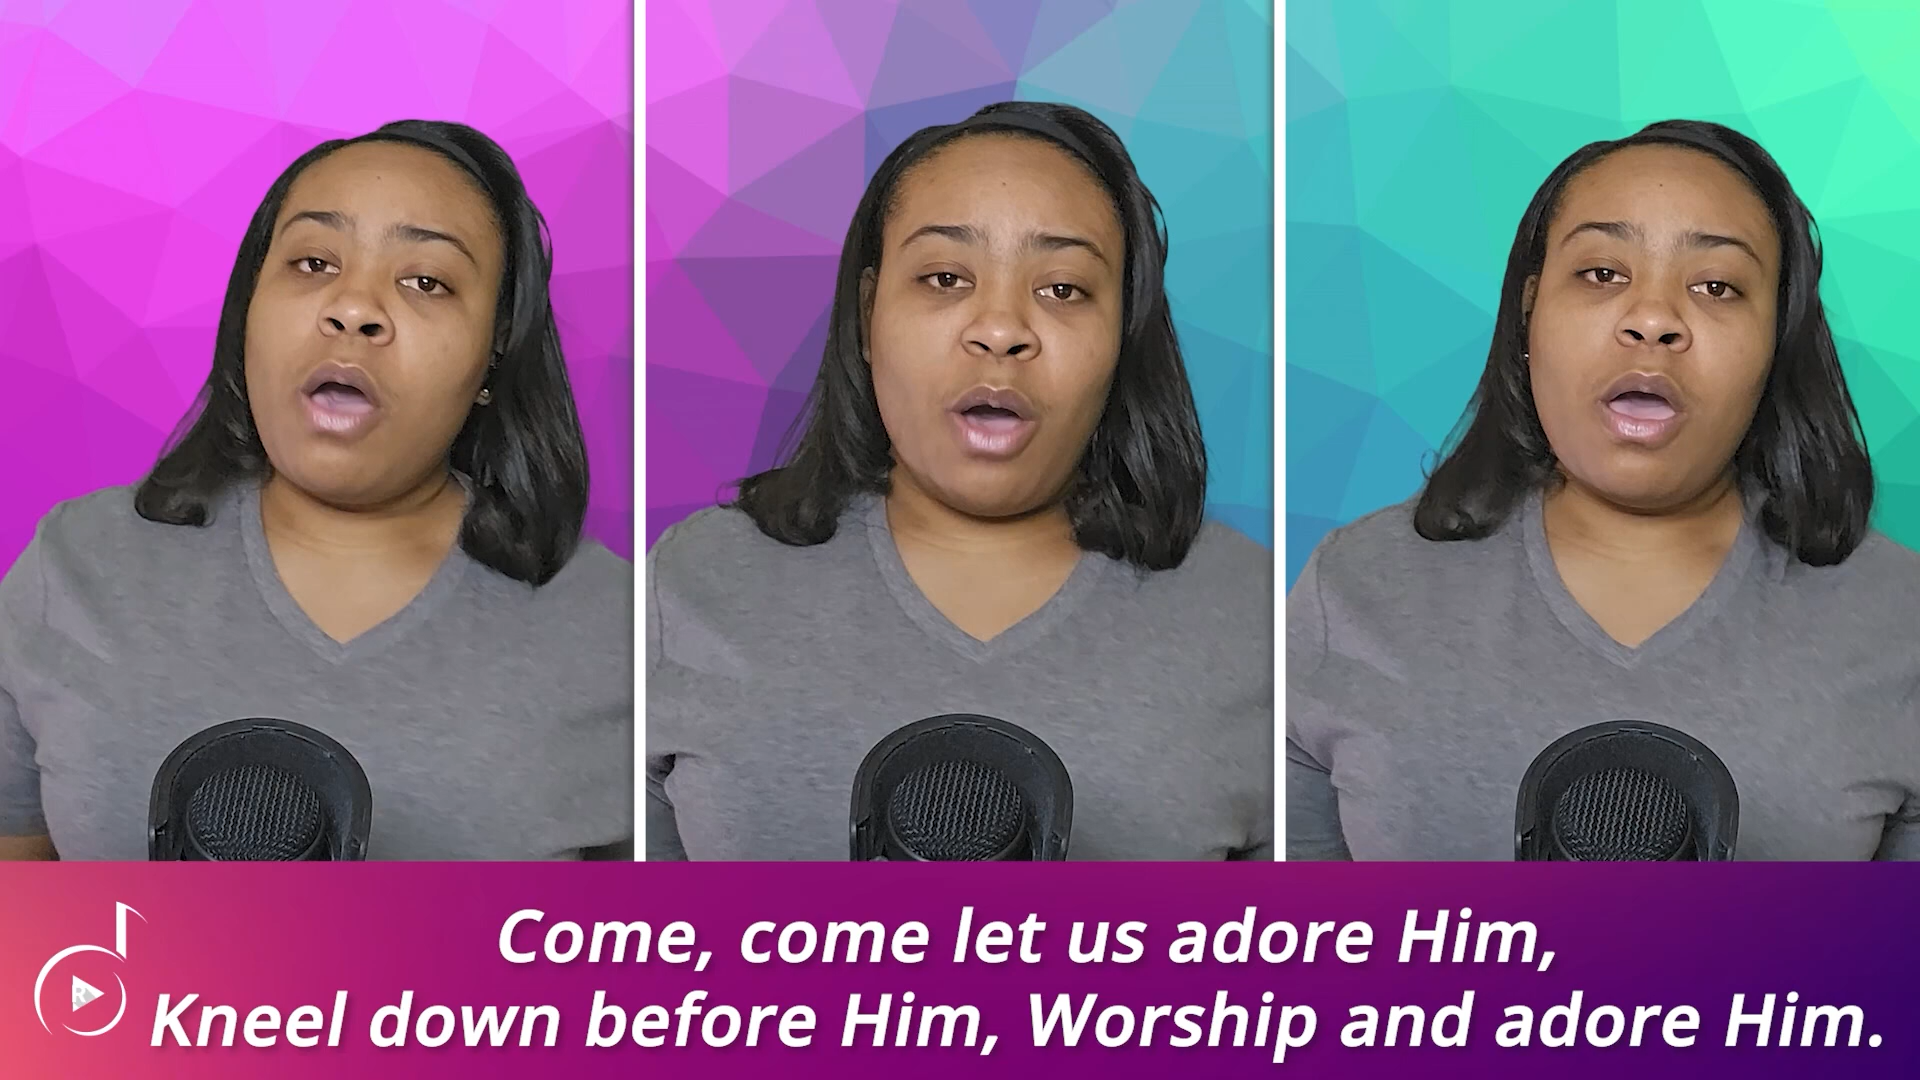 Come, come let us adore Him,
Kneel down before Him, Worship and adore Him.